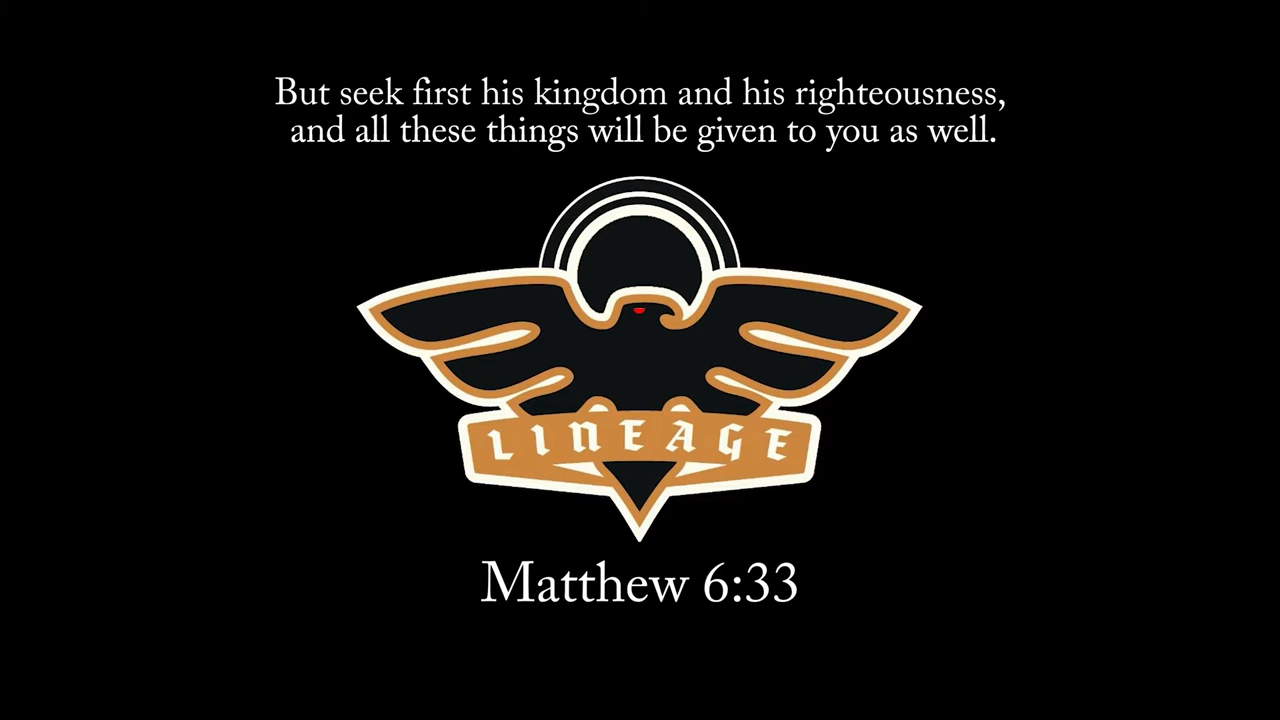 But seek first his kingdom and his righteousness,
and all these things will be given to you as well.
LINEAGE
Matthew 6:33